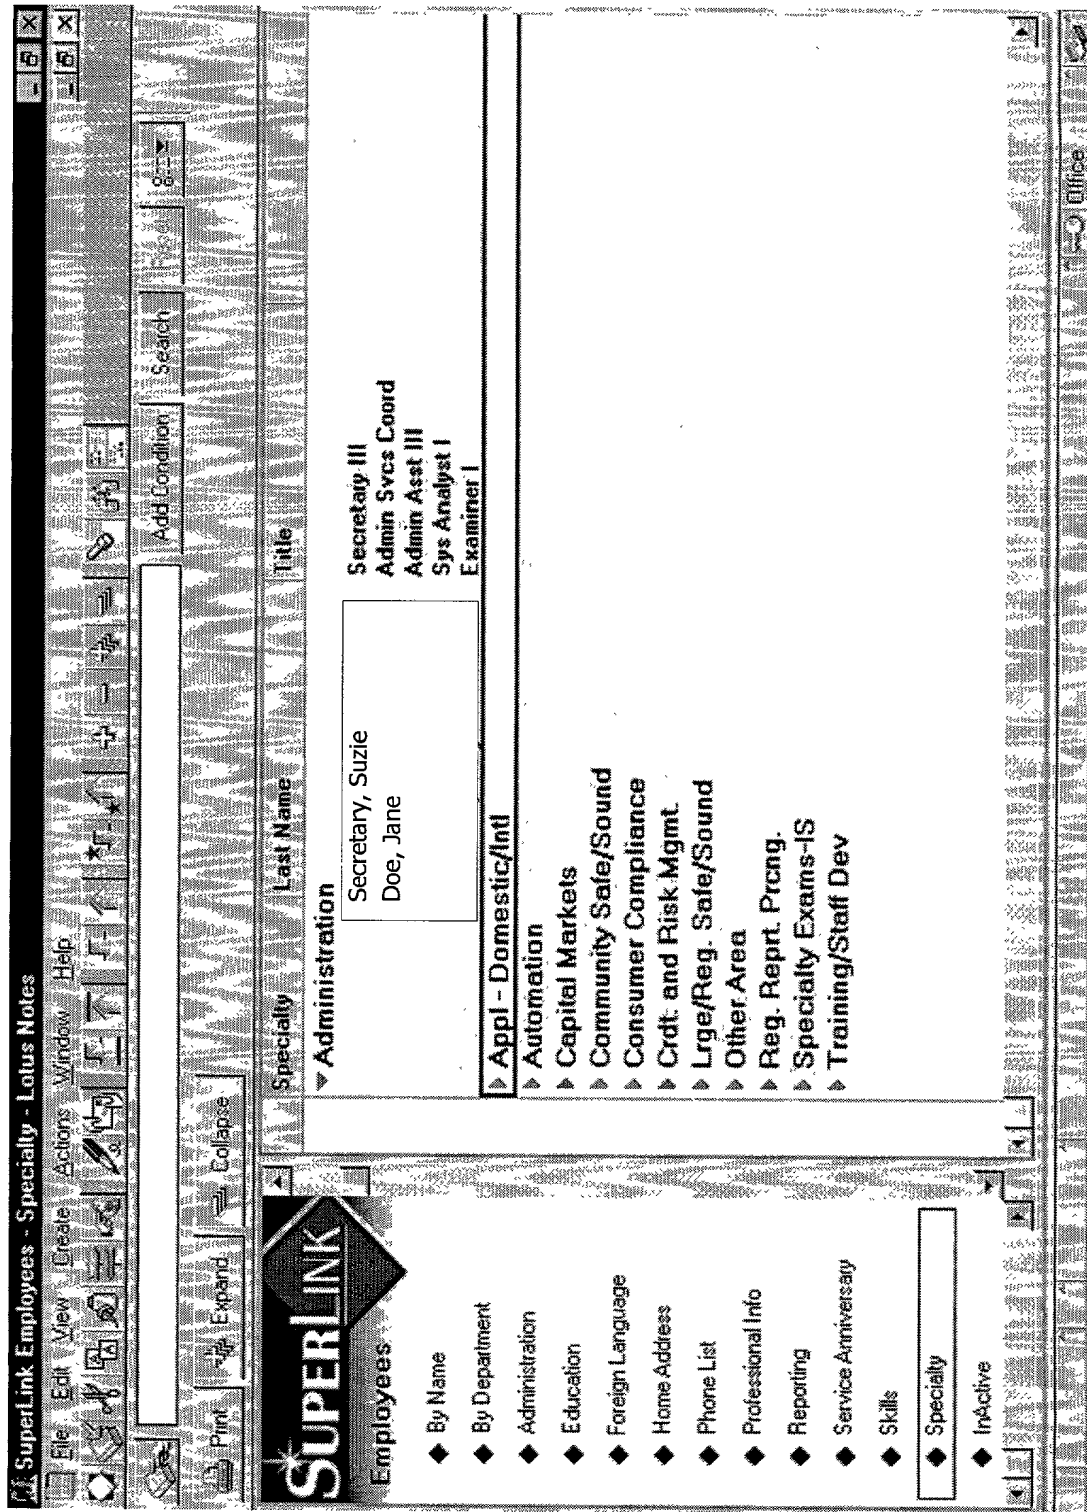 SuperLink Employees - Specialty - Lotus Notes
File Edit View Create Actions Window Help
Add Condition Search Reset
Print Expand Collapse
SUPERLINK
Employees
By Name
By Department
Administration
Education
Foreign Language
Home Address
Phone List
Professional Info
Reporting
Service Anniversary
Skills
Specialty
InActive
Specialty Last Name Title
Administration
Secretary, Suzie Secretary III
Doe, Jane Admin Svcs Coord
Admin Asst III
Sys Analyst I
Examiner I
Appl - Domestic/Intl
Automation
Capital Markets
Community Safe/Sound
Consumer Compliance
Crdt. and Risk Mgmt.
Lrge/Reg. Safe/Sound
Other Area
Reg. Reprt. Prcng.
Specialty Exams-IS
Training/Staff Dev
Office